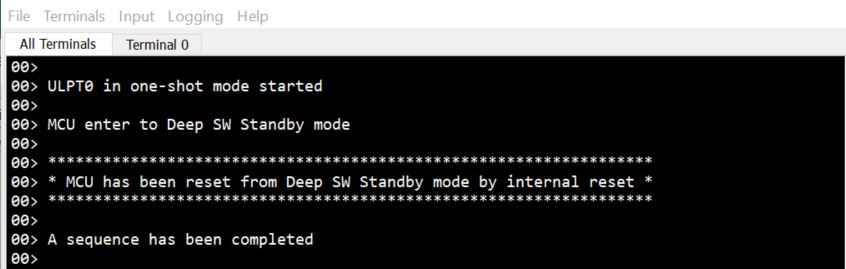 File Terminals Input Logging Help
All Terminals Terminal 0
00>
00> ULPT0 in one-shot mode started
00>
00> MCU enter to Deep SW Standby mode
00>
00> ******************************************************************
00> * MCU has been reset from Deep SW Standby mode by internal reset *
00> ******************************************************************
00>
00> A sequence has been completed
00>